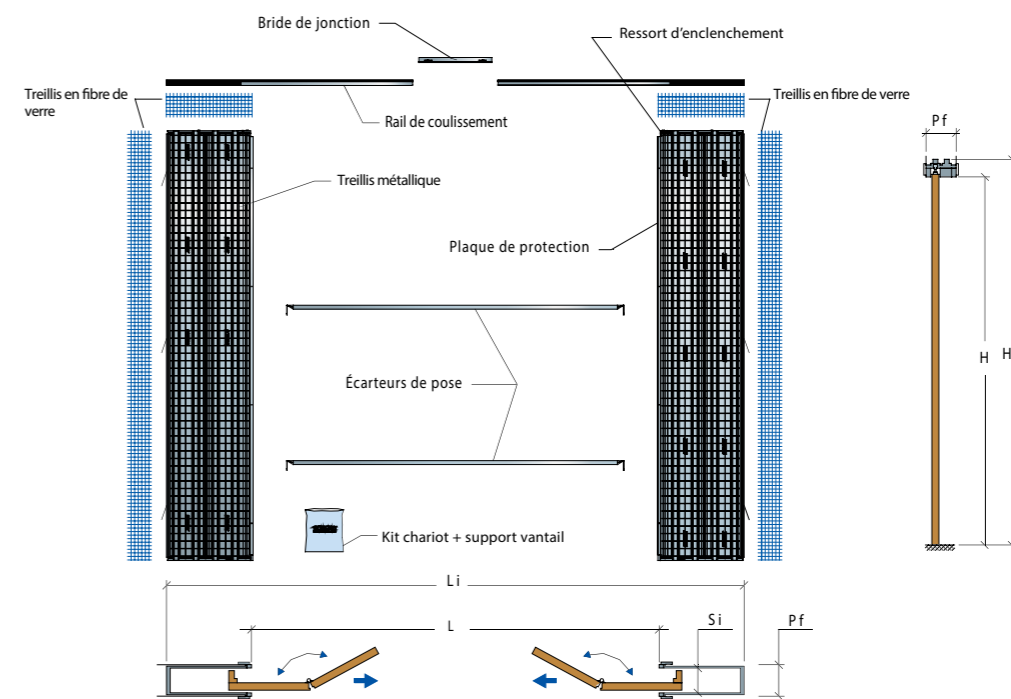 Bride de jonction
Ressort d'enclenchement
Treillis en fibre de
verre
Treillis en fibre de verre
Rail de coulissement
Pf
Treillis métallique
Plaque de protection
H
H
Écarteurs de pose
Kit chariot + support vantail
Li
L
Si
Pf